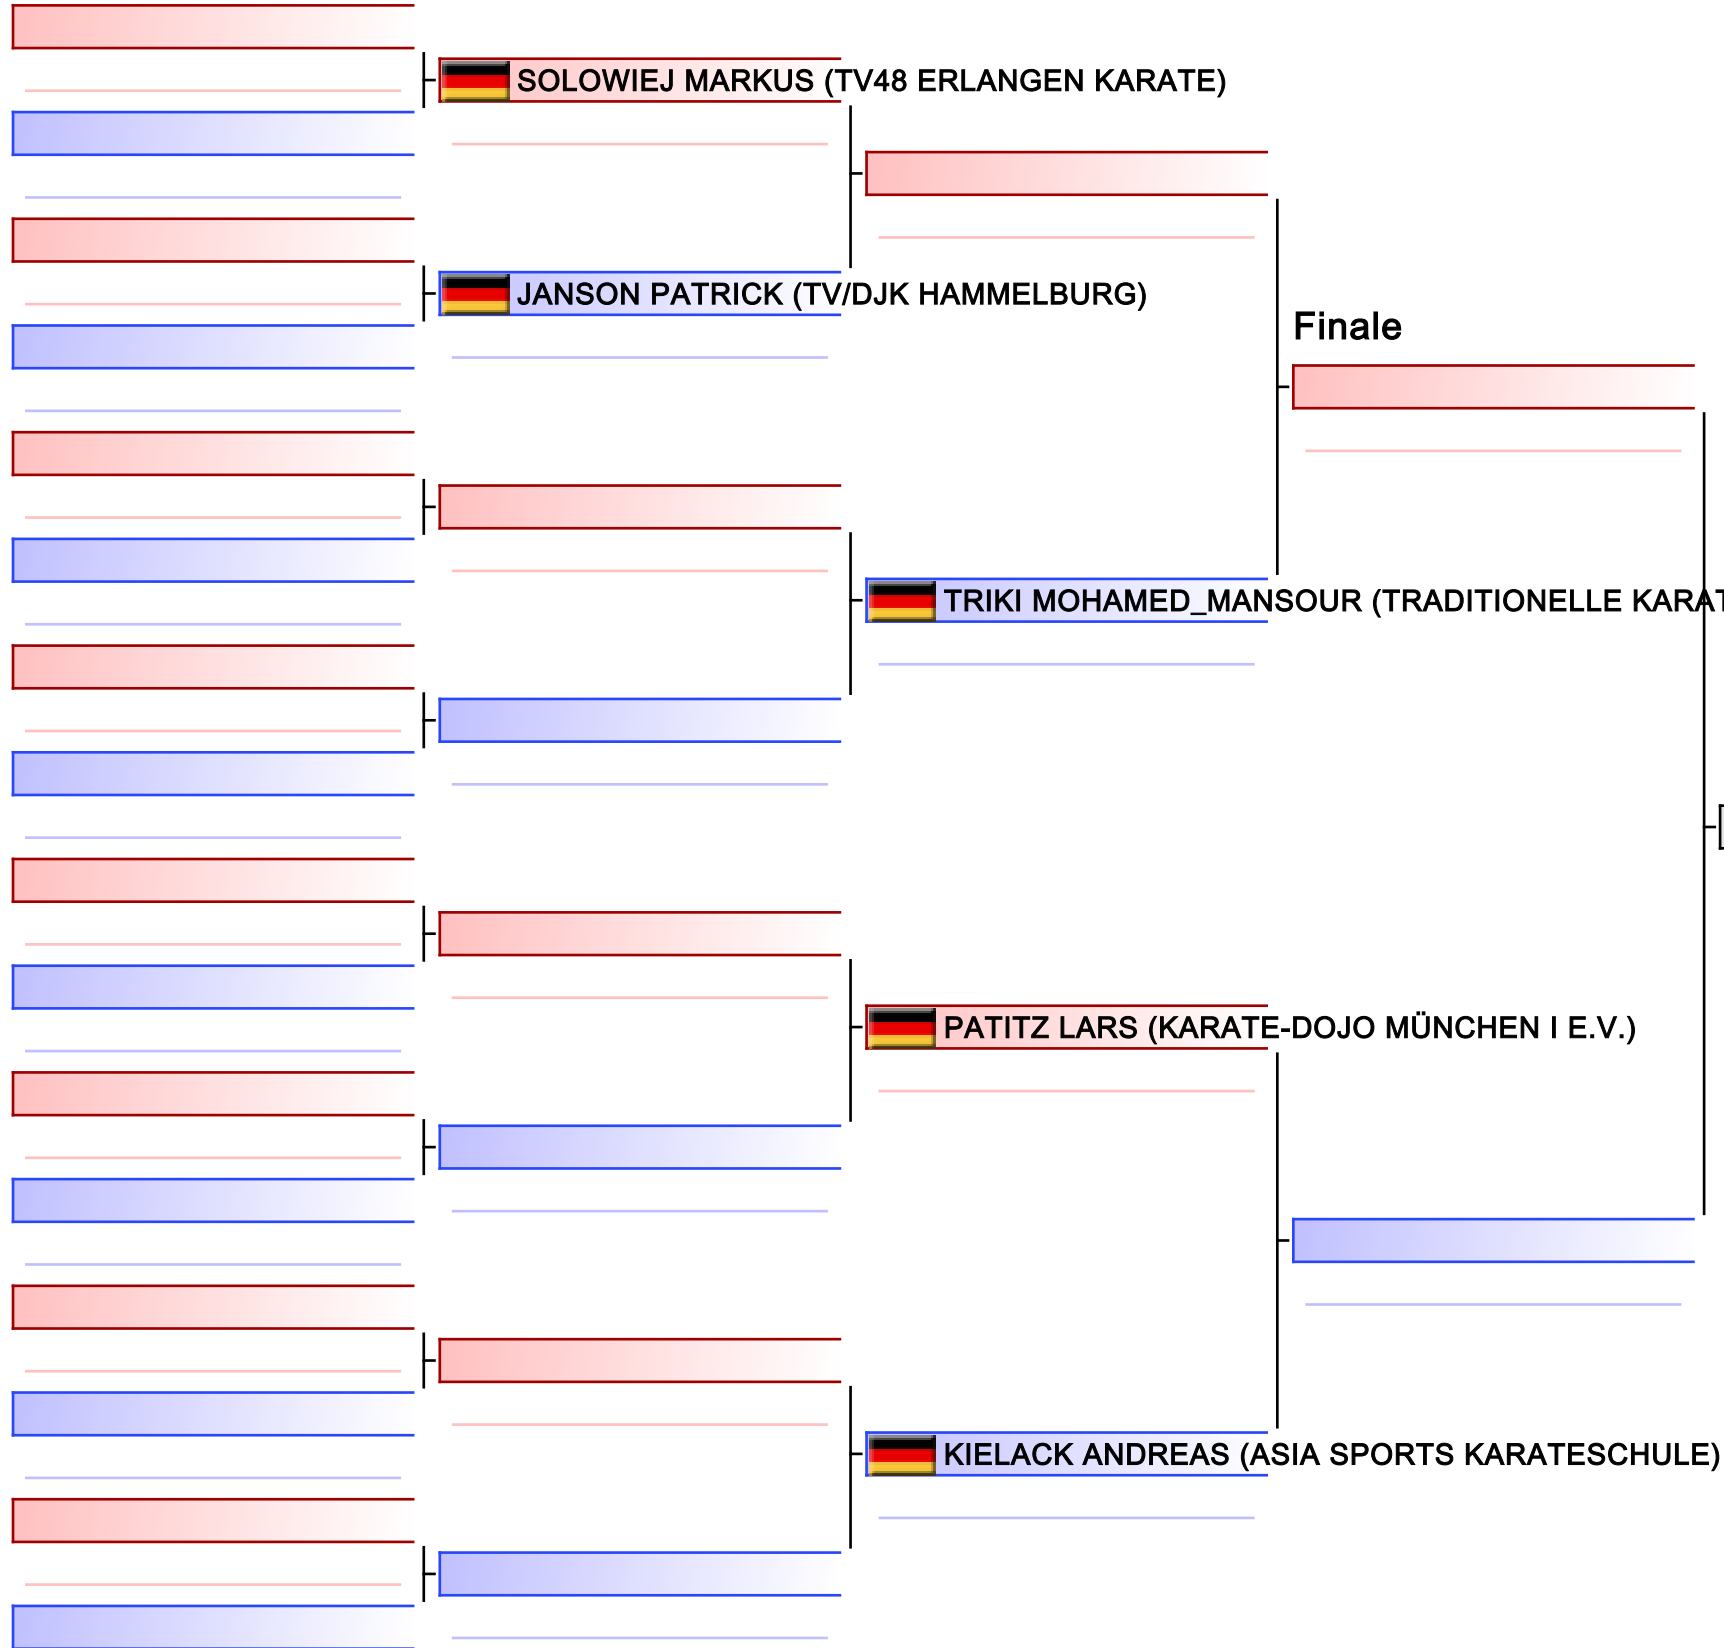 SOLOWIEJ MARKUS (TV48 ERLANGEN KARATE)
JANSON PATRICK (TV/DJK HAMMELBURG)
Finale
TRIKI MOHAMED_MANSOUR (TRADITIONELLE
PATITZ LARS (KARATE-DOJO MÜNCHEN I E.V.)
KIELACK ANDREAS (ASIA SPORTS KARATESCHULE)